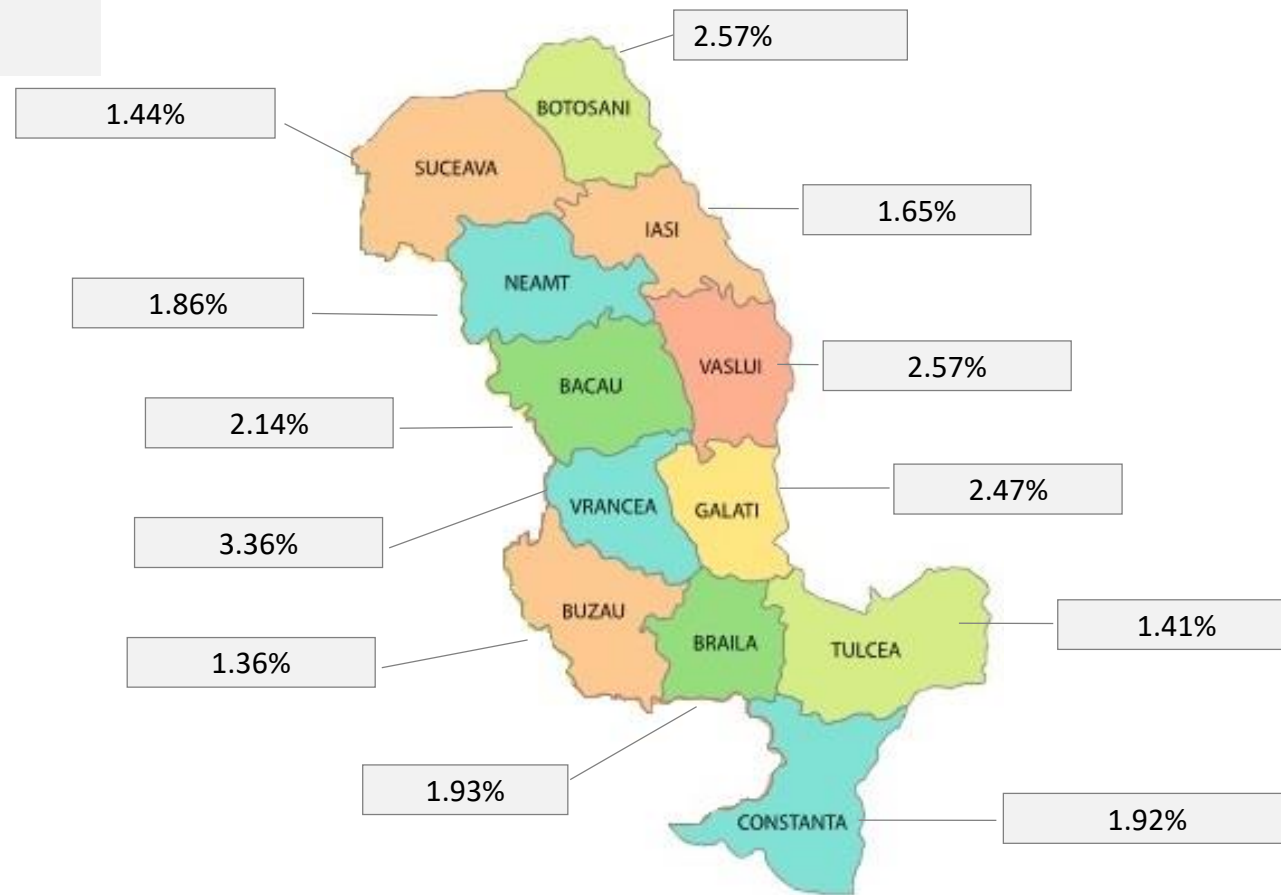 2.57%
1.44%
BOTOSANI
SUCEAVA
1.65%
IASI
NEAMT
1.86%
VASLUI
2.57%
BACAU
2.14%
2.47%
VRANCEA
GALATI
3.36%
BUZAU
1.41%
BRAILA
TULCEA
1.36%
1.93%
CONSTANTA
1.92%